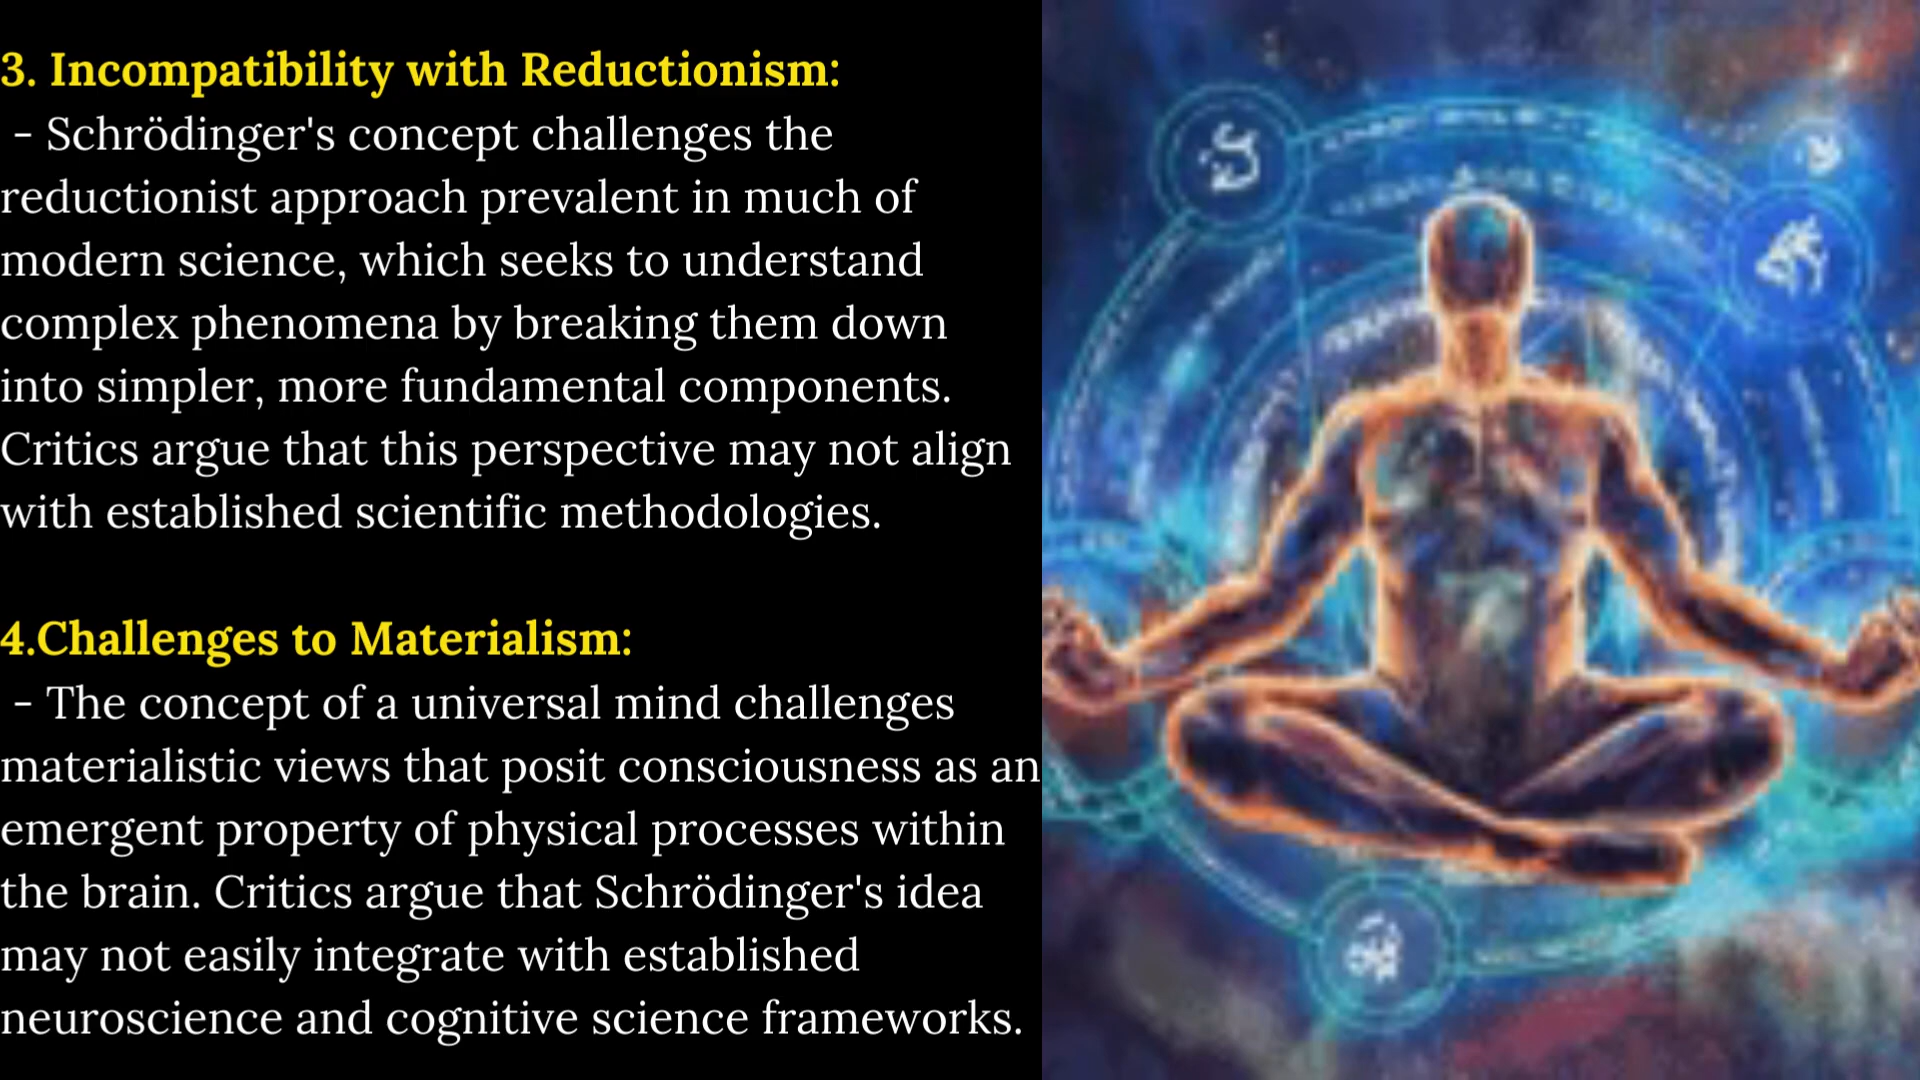 3. Incompatibility with Reductionism:
- Schrödinger's concept challenges the
reductionist approach prevalent in much of
modern science, which seeks to understand
complex phenomena by breaking them down
into simpler, more fundamental components.
Critics argue that this perspective may not align
with established scientific methodologies.
4.Challenges to Materialism:
- The concept of a universal mind challenges
materialistic views that posit consciousness as an
emergent property of physical processes within
the brain. Critics argue that Schrödinger's idea
may not easily integrate with established
neuroscience and cognitive science frameworks.